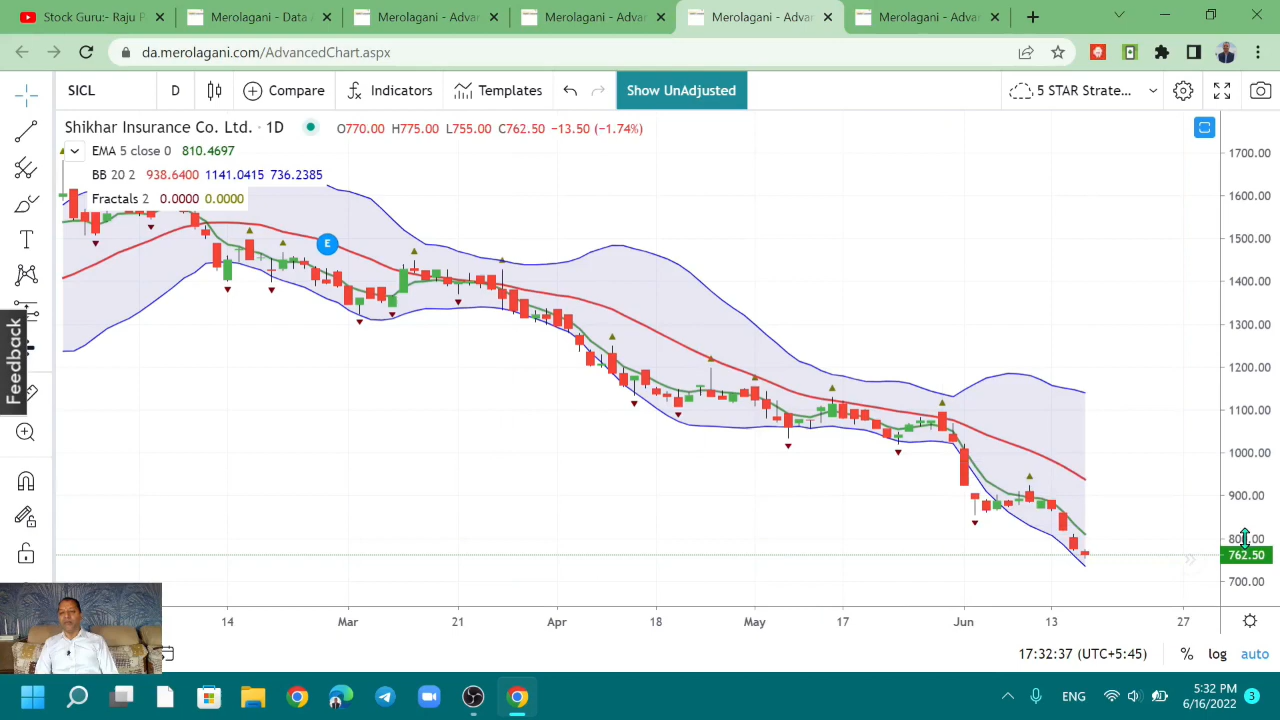 Stock Guru:- Raju P
Merolagani - Data A
Merolagani - Advan
Merolagani - Advan
Merolagani - Advan
Merolagani - Advan
da.merolagani.com/AdvancedChart.aspx
SICL D Compare Indicators Templates Show UnAdjusted 5 STAR Strate...
Shikhar Insurance Co. Ltd. · 1D O770.00 H775.00 L755.00 C762.50 −13.50 (−1.74%)
EMA 5 close 0 810.4697
BB 20 2 938.6400 1141.0415 736.2385
Fractals 2 0.0000 0.0000
E
1700.00
1600.00
1500.00
1400.00
1300.00
1200.00
1100.00
1000.00
900.00
800.00
762.50
700.00
Feedback
14 Mar 21 Apr 18 May 17 Jun 13 27
17:32:37 (UTC+5:45) % log auto
ENG 5:32 PM
6/16/2022 3